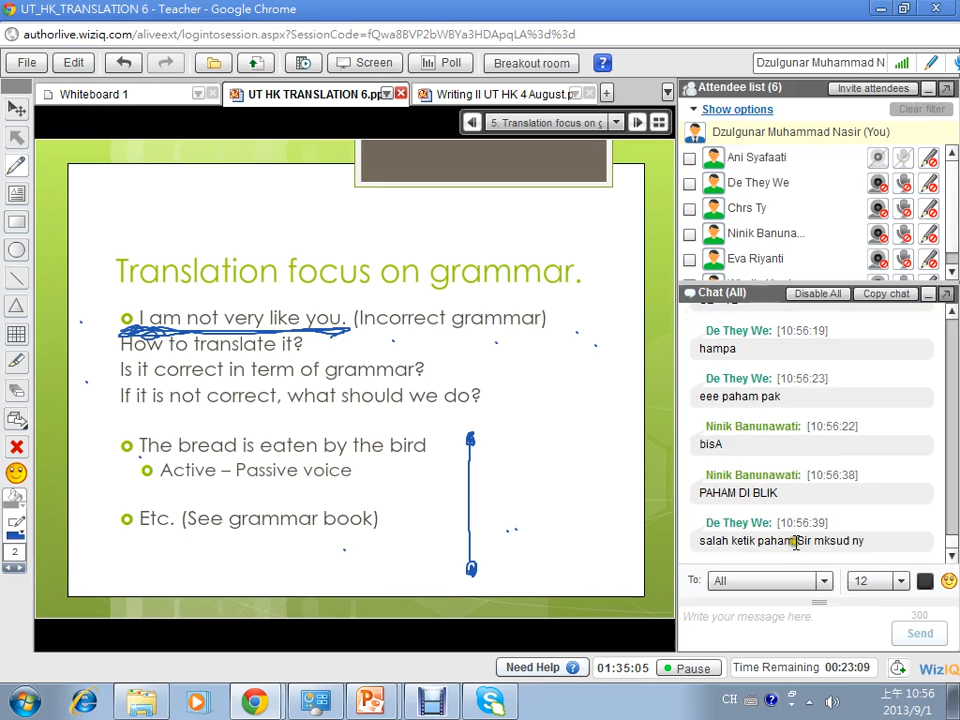 UT_HK_TRANSLATION 6 - Teacher - Google Chrome
authorlive.wiziq.com/aliveext/logintosession.aspx?SessionCode=fQwa8BVP2bWBYa3HDApqLA%3d%3d
File Edit Screen Poll Breakout room ? Dzulgunar Muhammad N
Whiteboard 1 UT HK TRANSLATION 6.pp Writing II UT HK 4 August.p
5. Translation focus on g
Translation focus on grammar.
I am not very like you. (Incorrect grammar)
How to translate it?
Is it correct in term of grammar?
If it is not correct, what should we do?
The bread is eaten by the bird
Active – Passive voice
Etc. (See grammar book)
2
Attendee list (6) Invite attendees
Show options Clear filter
Dzulgunar Muhammad Nasir (You)
Ani Syafaati
De They We
Chrs Ty
Ninik Banuna...
Eva Riyanti
Chat (All) Disable All Copy chat
De They We: [10:56:19]
hampa
De They We: [10:56:23]
eee paham pak
Ninik Banunawati: [10:56:22]
bisA
Ninik Banunawati: [10:56:38]
PAHAM DI BLIK
De They We: [10:56:39]
salah ketik paham Sir mksud ny
To: All 12
Write your message here. 300
Send
Need Help ? 01:35:05 Pause Time Remaining 00:23:09 WizIQ
CH 上午 10:56
2013/9/1